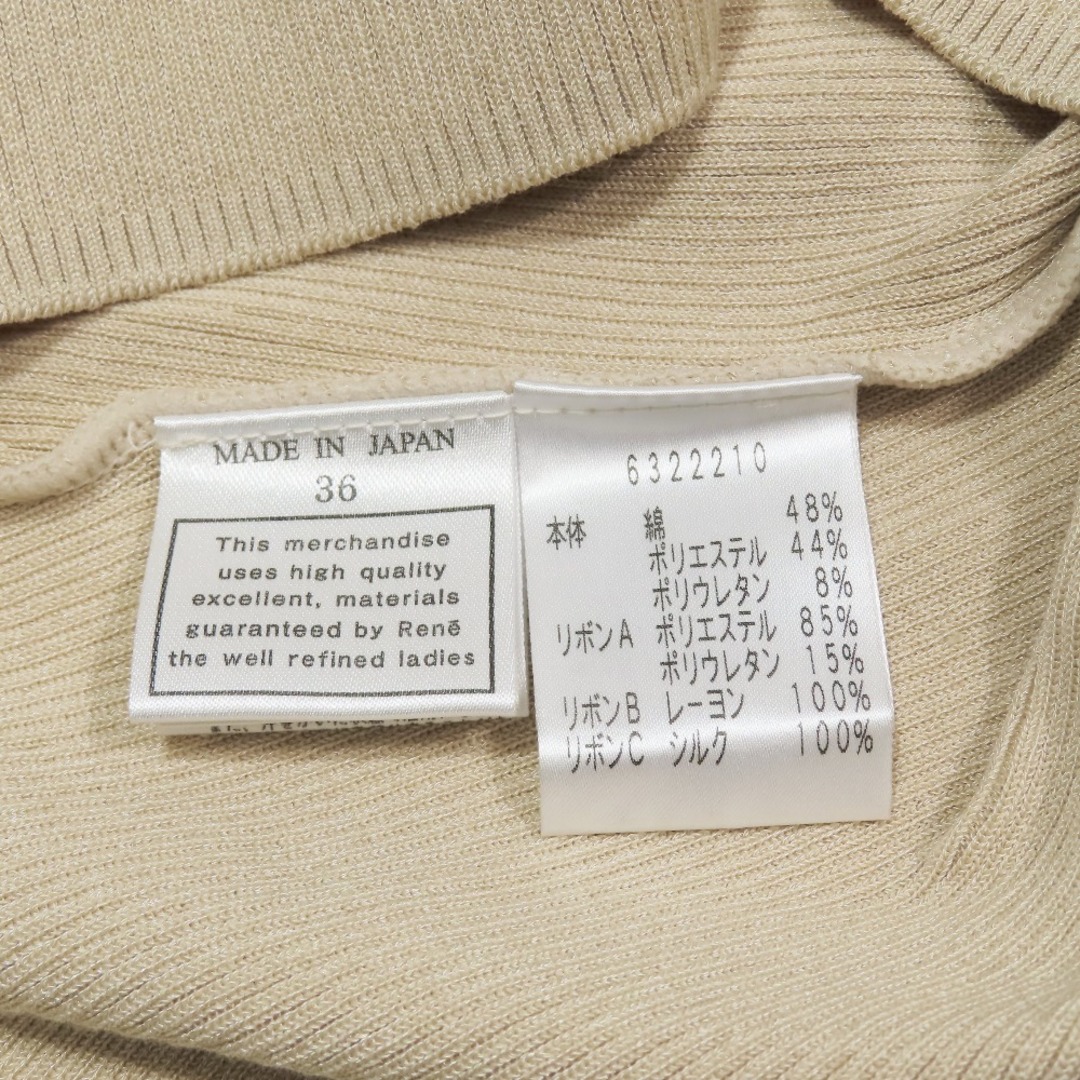 MADE IN JAPAN
36
This merchandise
uses high quality
excellent, materials
guaranteed by René
the well refined ladies
6322210
本体 綿 48%
ポリエステル 44%
ポリウレタン 8%
リボンA ポリエステル 85%
ポリウレタン 15%
リボンB レーヨン 100%
リボンC シルク 100%